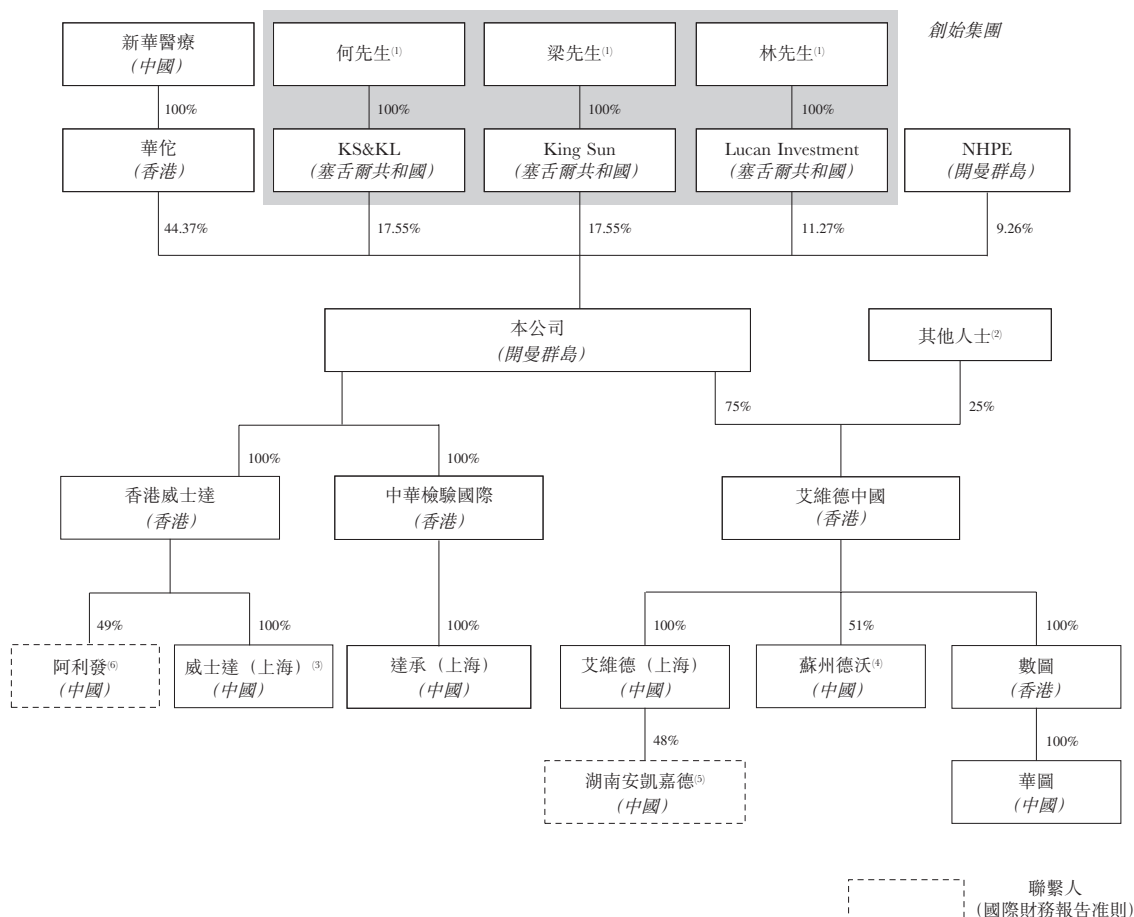 創始集團
新華醫療
(中國)
何先生(1)
梁先生(1)
林先生(1)
100%
100%
100%
100%
華佗
(香港)
KS&KL
(塞舌爾共和國)
King Sun
(塞舌爾共和國)
Lucan Investment
(塞舌爾共和國)
NHPE
(開曼群島)
44.37%
17.55%
17.55%
11.27%
9.26%
本公司
(開曼群島)
其他人士(2)
75%
25%
100%
100%
香港威士達
(香港)
中華檢驗國際
(香港)
艾維德中國
(香港)
49%
100%
100%
100%
51%
100%
阿利發(6)
(中國)
威士達(上海)(3)
(中國)
達承(上海)
(中國)
艾維德(上海)
(中國)
蘇州德沃(4)
(中國)
數圖
(香港)
48%
100%
湖南安凱嘉德(5)
(中國)
華圖
(中國)
聯繫人
(國際財務報告准則)